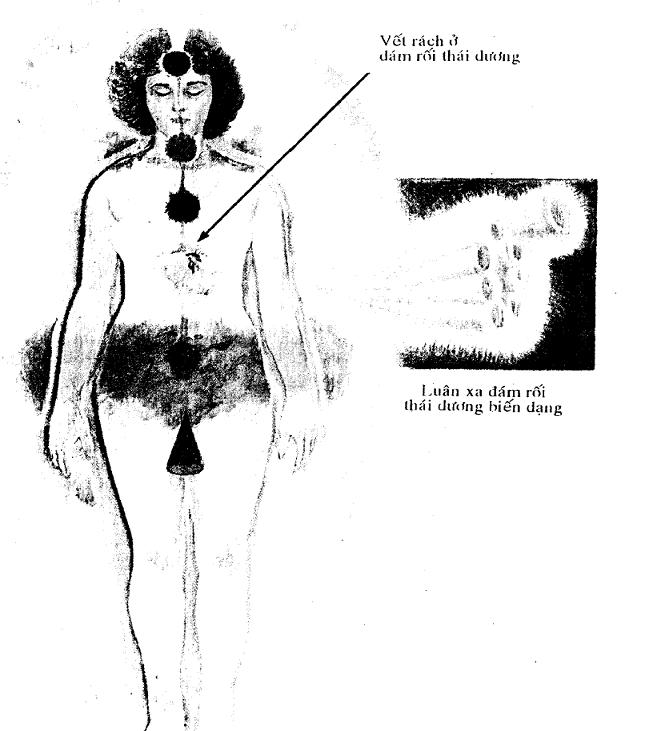 Vết rách ở
đám rối thái dương
Luân xa đám rối
thái dương biến dạng